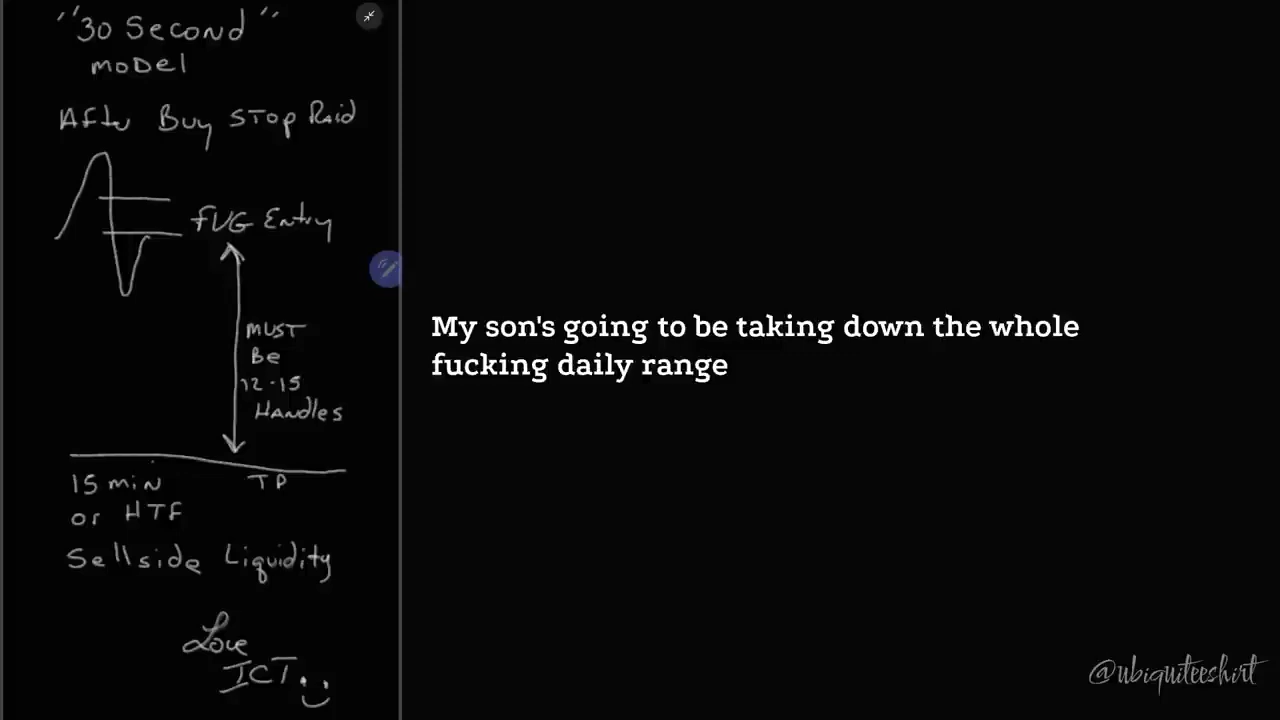 "30 Second"
moDel
After Buy STop Raid
FVG Entry
MUST
Be
12-15
HANdles
15 min
TP
or HTF
Sellside Liquidity
Love
ICT
My son's going to be taking down the whole
fucking daily range
@ubiquiteeshirt